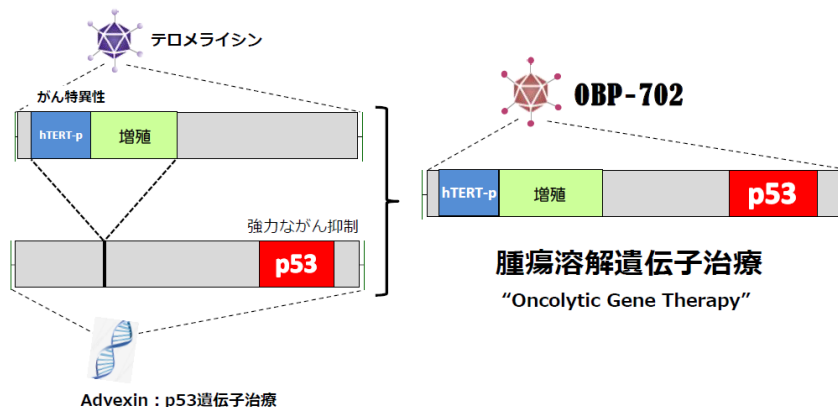 テロメライシン
がん特異性
hTERT-p
増殖
強力ながん抑制
p53
Advexin：p53遺伝子治療
OBP-702
hTERT-p
増殖
p53
腫瘍溶解遺伝子治療
“Oncolytic Gene Therapy”